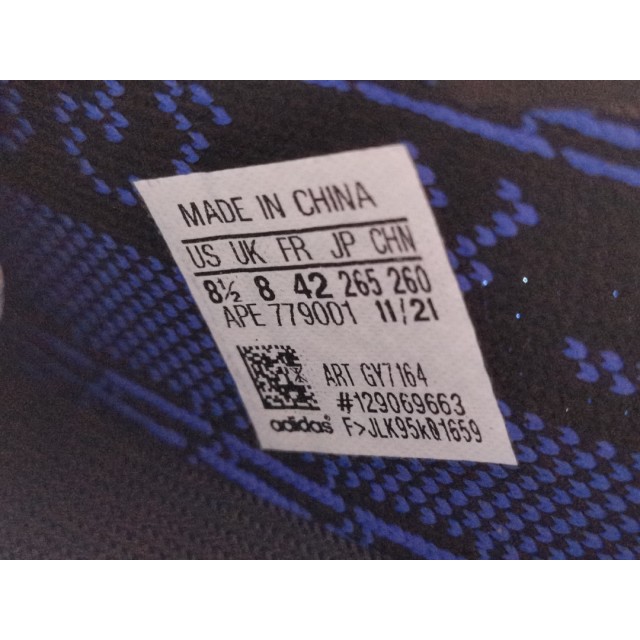 MADE IN CHINA
US UK FR JP CHN
8½ 8 42 265 260
APE 779001 11/21
ART GY7164
#129069663
adidas® F>JLK95k01659